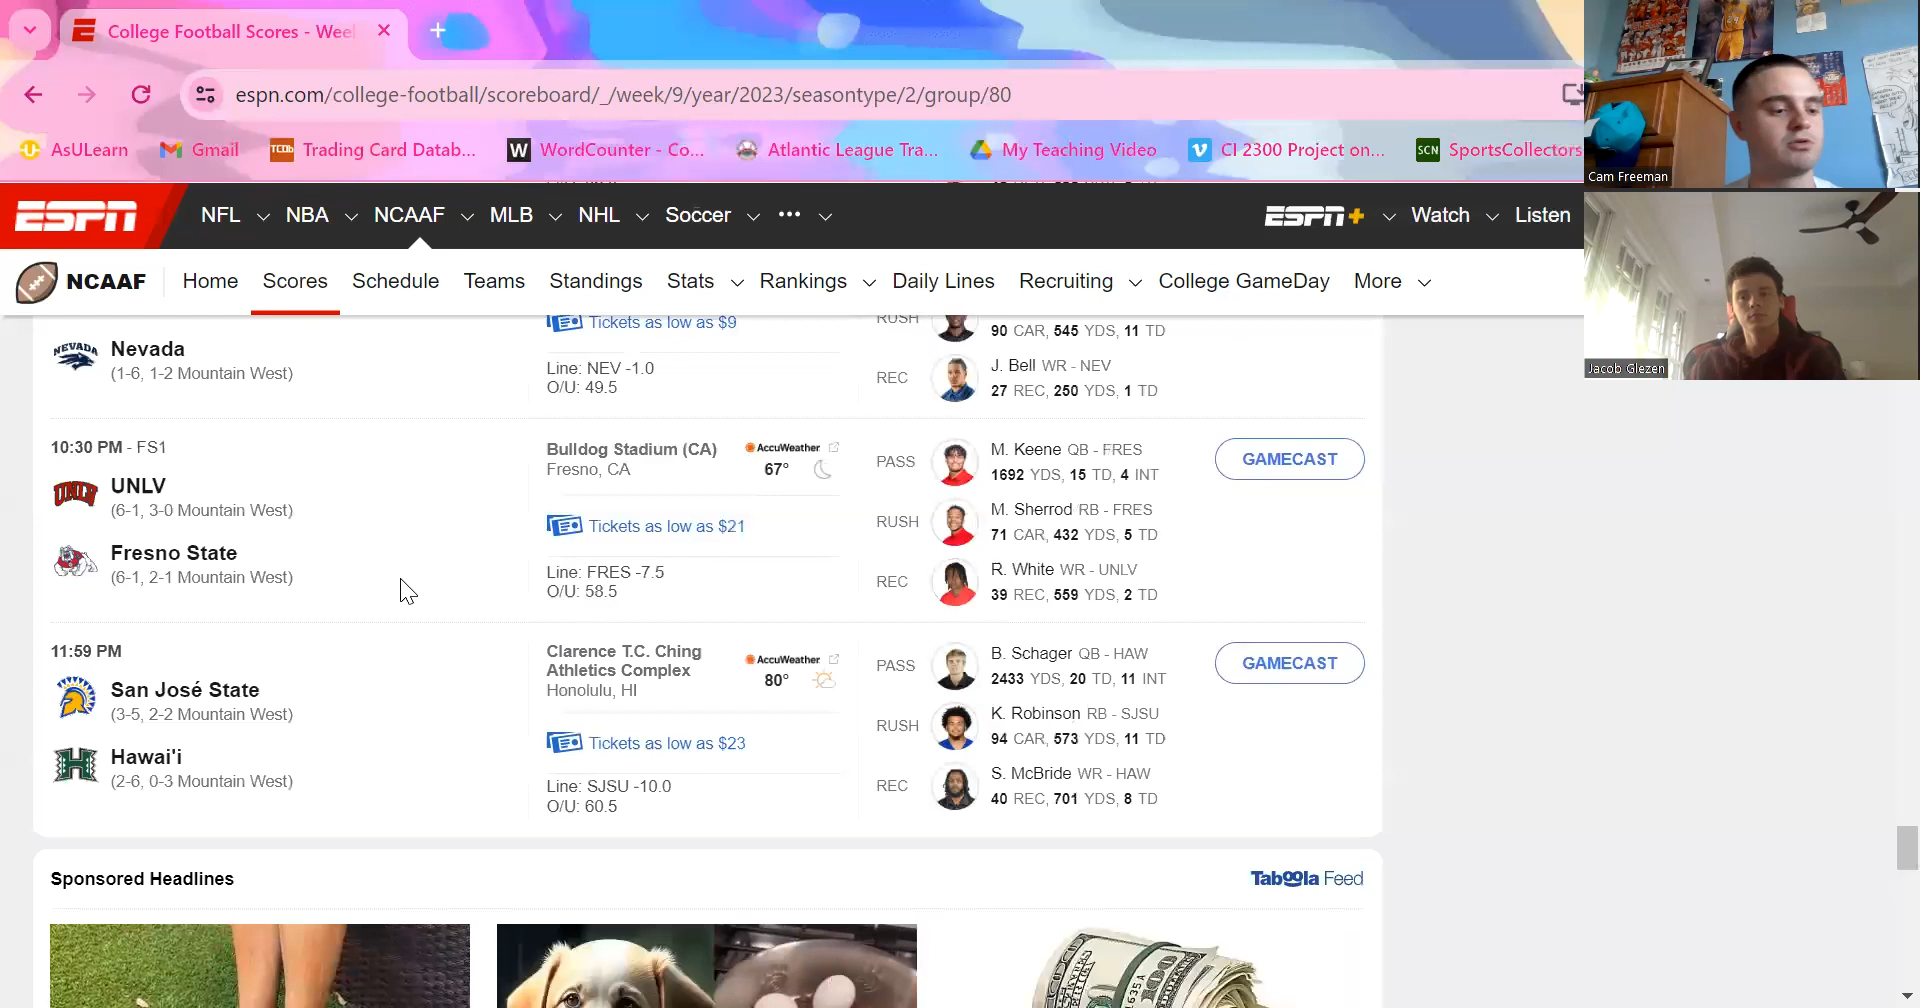 College Football Scores - Wee
espn.com/college-football/scoreboard/_/week/9/year/2023/seasontype/2/group/80
AsULearn
Gmail
TCDb
Trading Card Datab...
W
WordCounter - Co...
Atlantic League Tra...
My Teaching Video
CI 2300 Project on...
SCN
SportsCollectors
Cam Freeman
Jacob Glezen
ESPN
NFL
NBA
NCAAF
MLB
NHL
Soccer
•••
ESPN+
Watch
Listen
NCAAF
Home
Scores
Schedule
Teams
Standings
Stats
Rankings
Daily Lines
Recruiting
College GameDay
More
NEVADA
Nevada
(1-6, 1-2 Mountain West)
Tickets as low as $9
Line: NEV -1.0
O/U: 49.5
RUSH
90 CAR, 545 YDS, 11 TD
REC
J. Bell WR - NEV
27 REC, 250 YDS, 1 TD
10:30 PM - FS1
UNLV
UNLV
(6-1, 3-0 Mountain West)
Fresno State
(6-1, 2-1 Mountain West)
Bulldog Stadium (CA)
Fresno, CA
AccuWeather
67°
Tickets as low as $21
Line: FRES -7.5
O/U: 58.5
PASS
M. Keene QB - FRES
1692 YDS, 15 TD, 4 INT
RUSH
M. Sherrod RB - FRES
71 CAR, 432 YDS, 5 TD
REC
R. White WR - UNLV
39 REC, 559 YDS, 2 TD
GAMECAST
11:59 PM
San José State
(3-5, 2-2 Mountain West)
Hawai'i
(2-6, 0-3 Mountain West)
Clarence T.C. Ching
Athletics Complex
Honolulu, HI
AccuWeather
80°
Tickets as low as $23
Line: SJSU -10.0
O/U: 60.5
PASS
B. Schager QB - HAW
2433 YDS, 20 TD, 11 INT
RUSH
K. Robinson RB - SJSU
94 CAR, 573 YDS, 11 TD
REC
S. McBride WR - HAW
40 REC, 701 YDS, 8 TD
GAMECAST
Sponsored Headlines
Taboola Feed
100